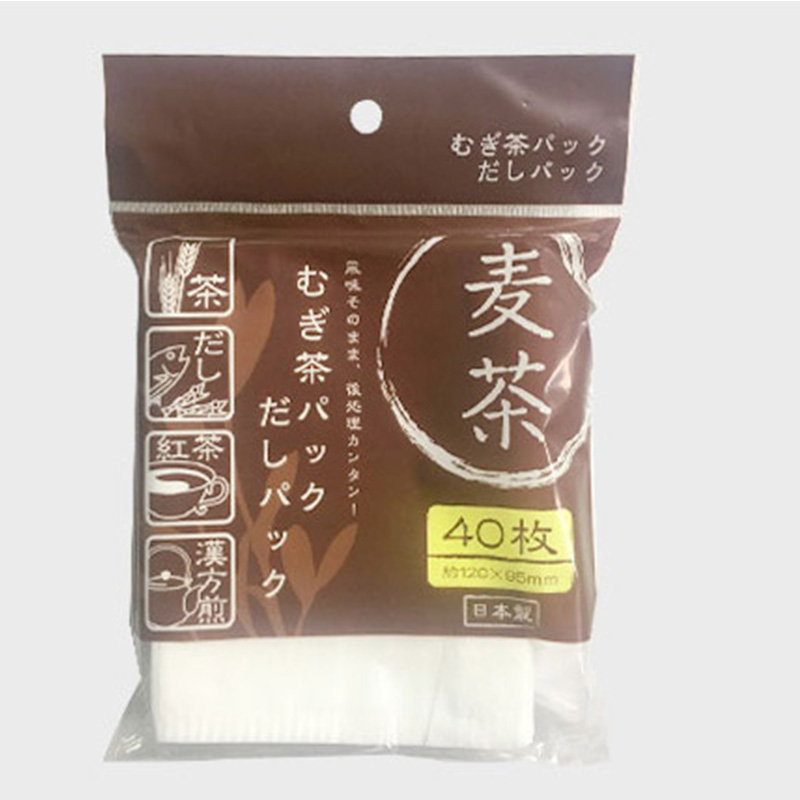 むぎ茶パック
だしパック
麦茶
風味そのまま、後処理カンタン！
むぎ茶パック
だしパック
茶
だし
紅茶
漢方煎
40枚
約120×95mm
日本製